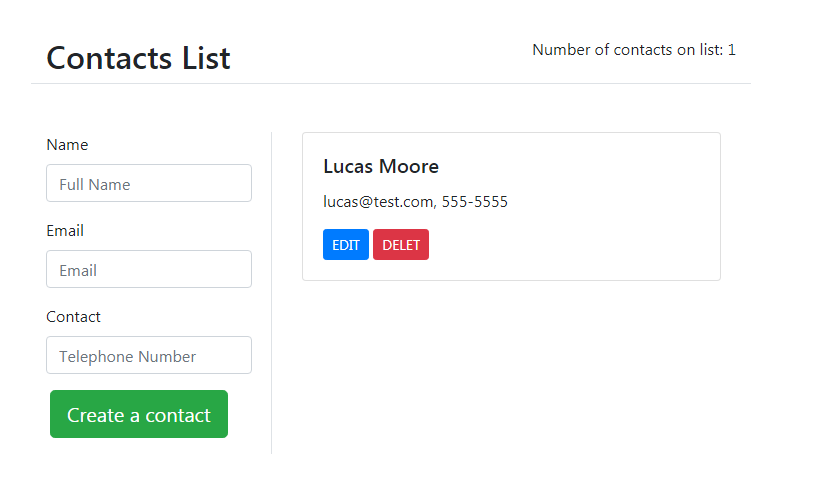 Contacts List
Number of contacts on list: 1
Name
Full Name
Email
Email
Contact
Telephone Number
Create a contact
Lucas Moore
lucas@test.com, 555-5555
EDIT DELET